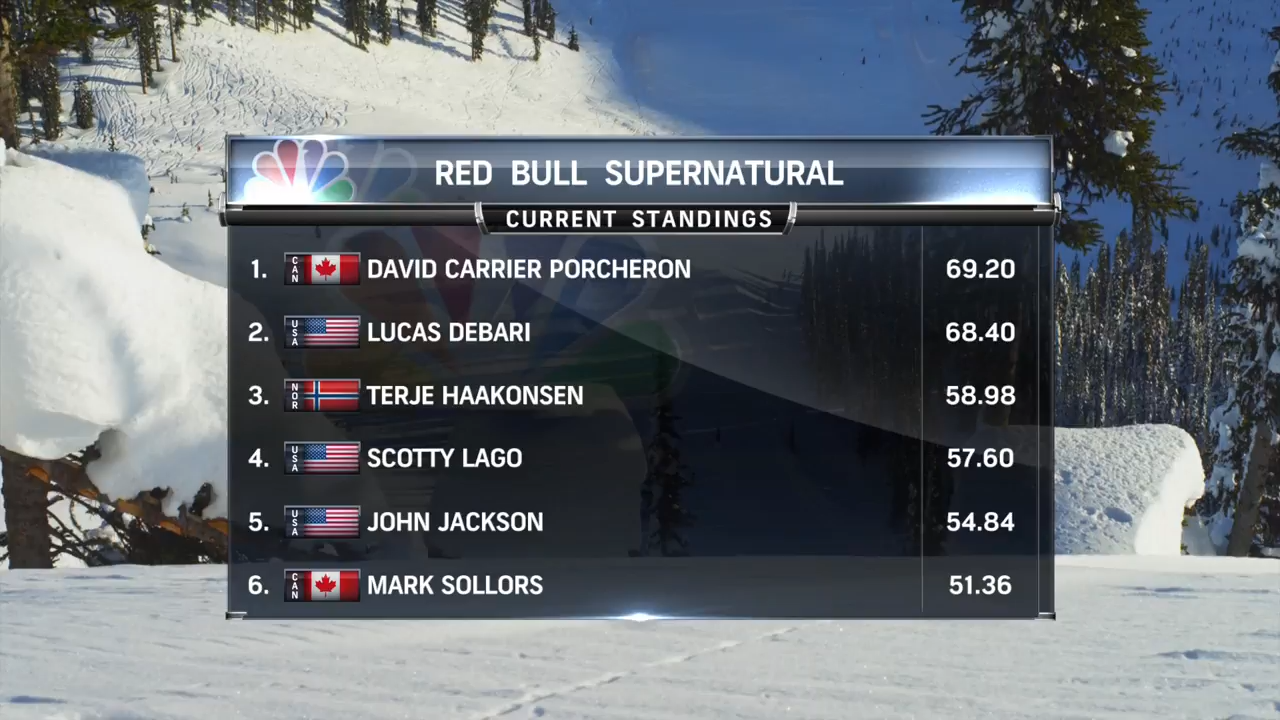 RED BULL SUPERNATURAL
CURRENT STANDINGS
1. CAN DAVID CARRIER PORCHERON 69.20
2. USA LUCAS DEBARI 68.40
3. NOR TERJE HAAKONSEN 58.98
4. USA SCOTTY LAGO 57.60
5. USA JOHN JACKSON 54.84
6. CAN MARK SOLLORS 51.36